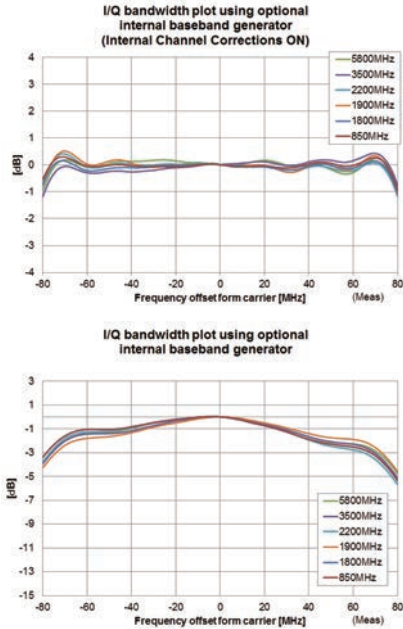 I/Q bandwidth plot using optional
internal baseband generator
(Internal Channel Corrections ON)
4
3
2
1
0
-1
-2
-3
-4
[dB]
5800MHz
3500MHz
2200MHz
1900MHz
1800MHz
850MHz
-80 -60 -40 -20 0 20 40 60 80
Frequency offset form carrier [MHz] (Meas)
I/Q bandwidth plot using optional
internal baseband generator
3
1
-1
-3
-5
-7
-9
-11
-13
-15
[dB]
5800MHz
3500MHz
2200MHz
1900MHz
1800MHz
850MHz
-80 -60 -40 -20 0 20 40 60 80
Frequency offset form carrier [MHz] (Meas)